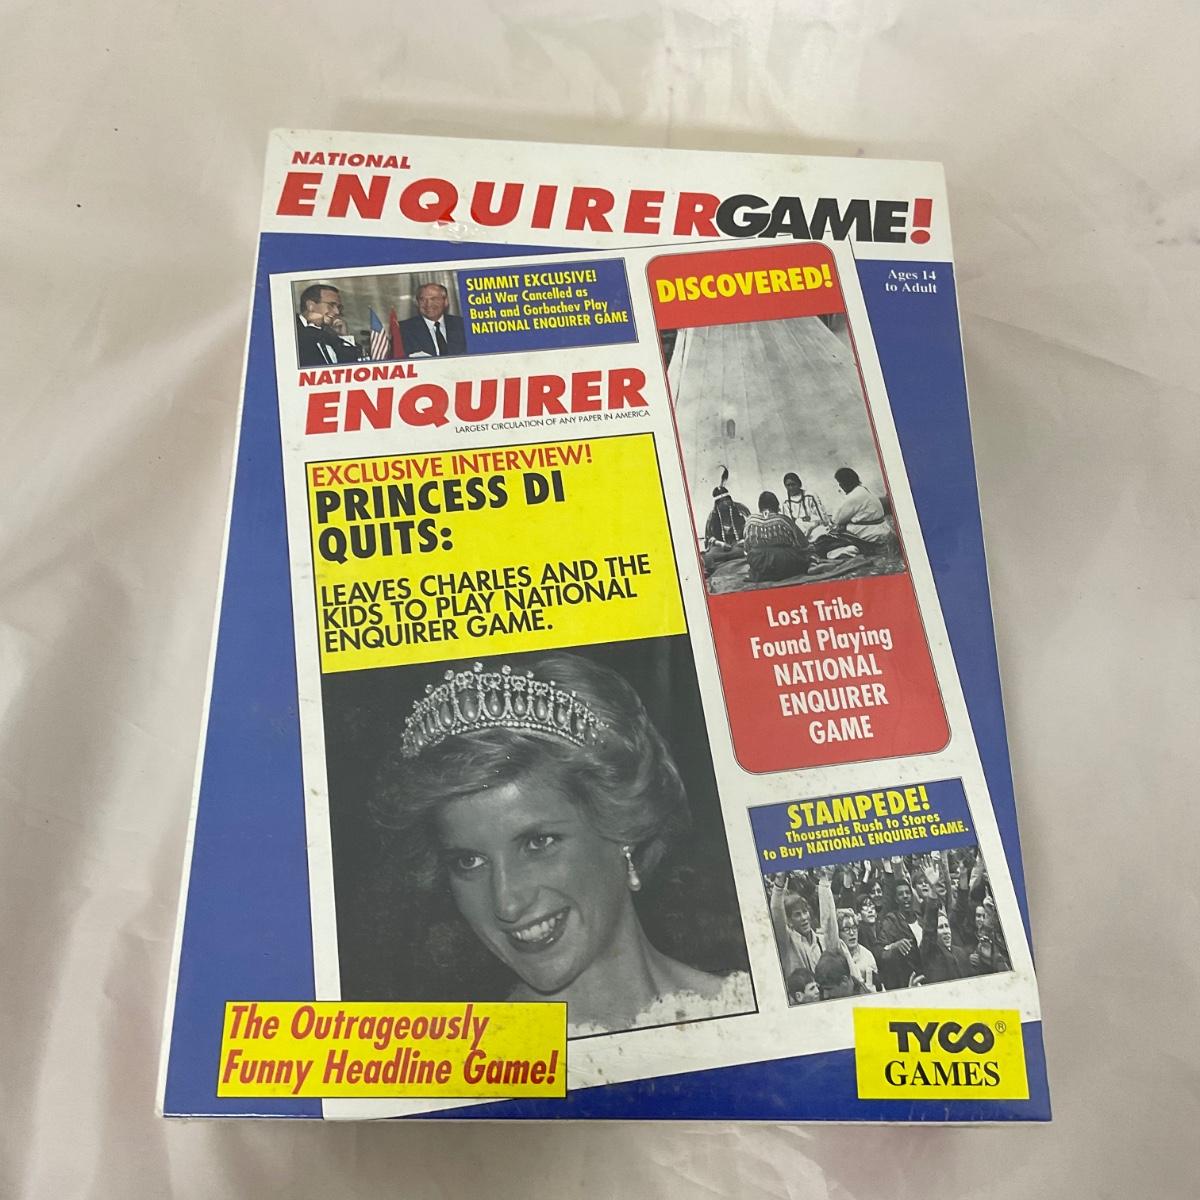 NATIONAL
ENQUIRERGAME!
Ages 14
to Adult
SUMMIT EXCLUSIVE!
Cold War Cancelled as
Bush and Gorbachev Play
NATIONAL ENQUIRER GAME
DISCOVERED!
NATIONAL
ENQUIRER
LARGEST CIRCULATION OF ANY PAPER IN AMERICA
EXCLUSIVE INTERVIEW!
PRINCESS DI
QUITS:
LEAVES CHARLES AND THE
KIDS TO PLAY NATIONAL
ENQUIRER GAME.
Lost Tribe
Found Playing
NATIONAL
ENQUIRER
GAME
STAMPEDE!
Thousands Rush to Stores
to Buy NATIONAL ENQUIRER GAME.
The Outrageously
Funny Headline Game!
TYCO®
GAMES